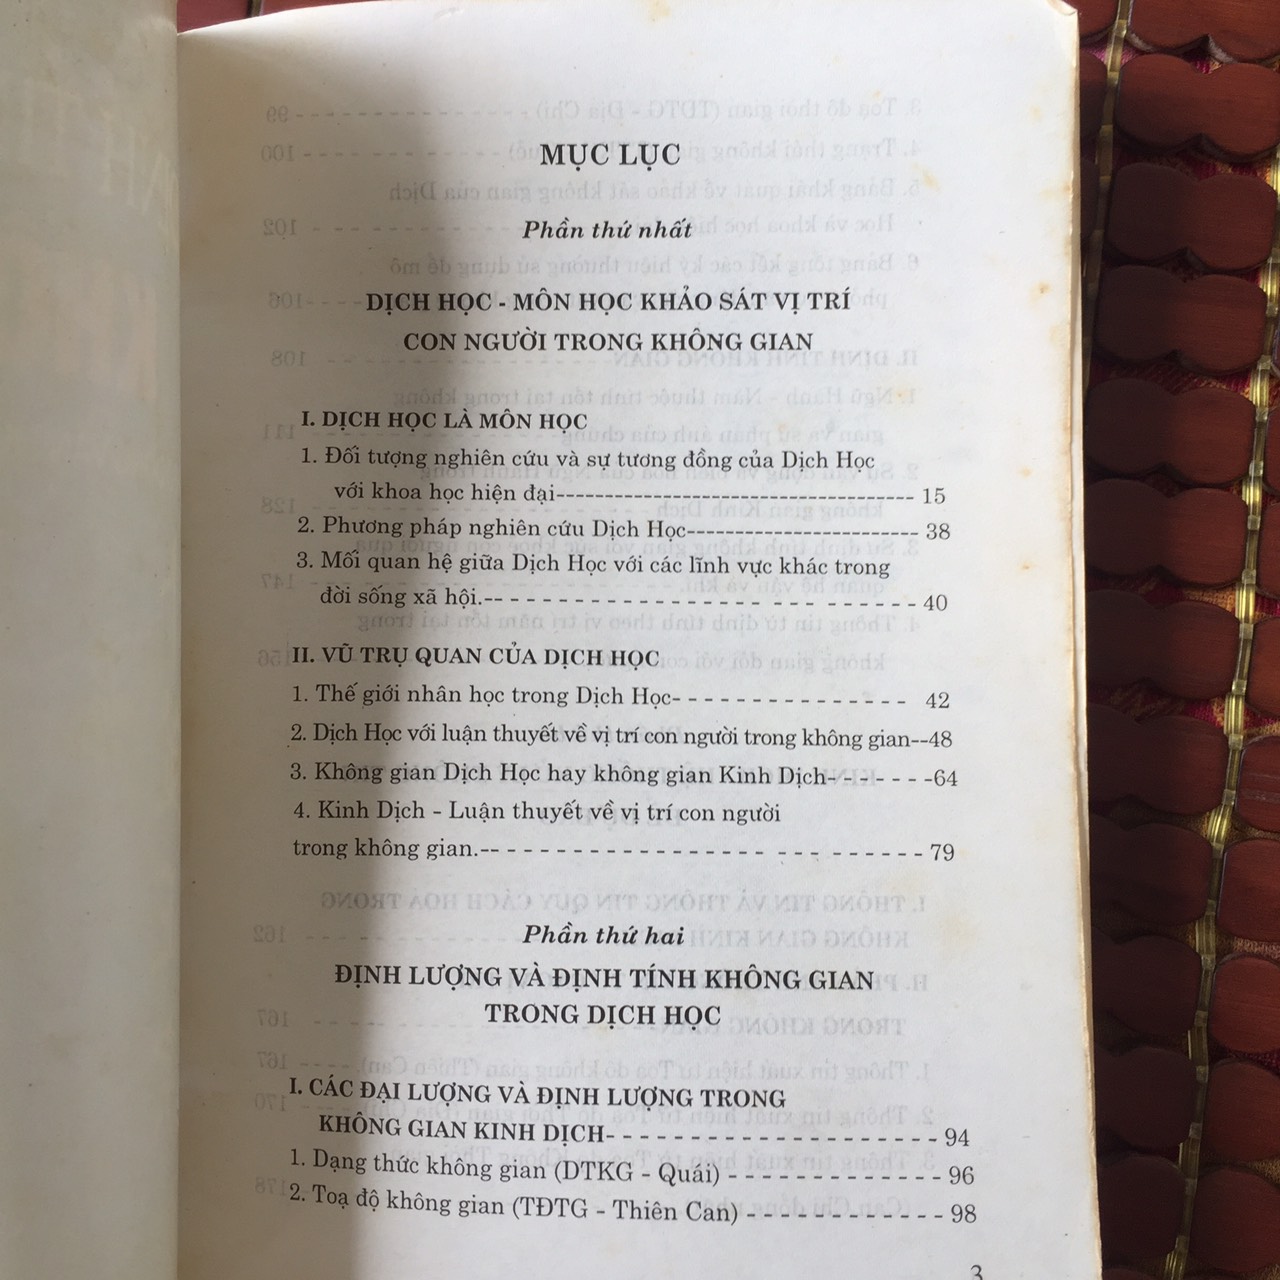 MỤC LỤC
Phần thứ nhất
DỊCH HỌC - MÔN HỌC KHẢO SÁT VỊ TRÍ
CON NGƯỜI TRONG KHÔNG GIAN
I. DỊCH HỌC LÀ MÔN HỌC
1. Đối tượng nghiên cứu và sự tương đồng của Dịch Học
với khoa học hiện đại------------------------------------- 15
2. Phương pháp nghiên cứu Dịch Học------------------------ 38
3. Mối quan hệ giữa Dịch Học với các lĩnh vực khác trong
đời sống xã hội.-- - - - - - - - - - - - - - - - - - - - - - - - - - - - 40
II. VŨ TRỤ QUAN CỦA DỊCH HỌC
1. Thế giới nhân học trong Dịch Học- - - - - - - - - - - - - - - 42
2. Dịch Học với luận thuyết về vị trí con người trong không gian--48
3. Không gian Dịch Học hay không gian Kinh Dịch- - - - - - -64
4. Kinh Dịch - Luận thuyết về vị trí con người
trong không gian.-- - - - - - - - - - - - - - - - - - - - - - - - - - - - 79
Phần thứ hai
ĐỊNH LƯỢNG VÀ ĐỊNH TÍNH KHÔNG GIAN
TRONG DỊCH HỌC
I. CÁC ĐẠI LƯỢNG VÀ ĐỊNH LƯỢNG TRONG
KHÔNG GIAN KINH DỊCH- - - - - - - - - - - - - - - - - - - - - 94
1. Dạng thức không gian (DTKG - Quái) - - - - - - - - - - - - - 96
2. Toạ độ không gian (TĐTG - Thiên Can) - - - - - - - - - - - - 98
3